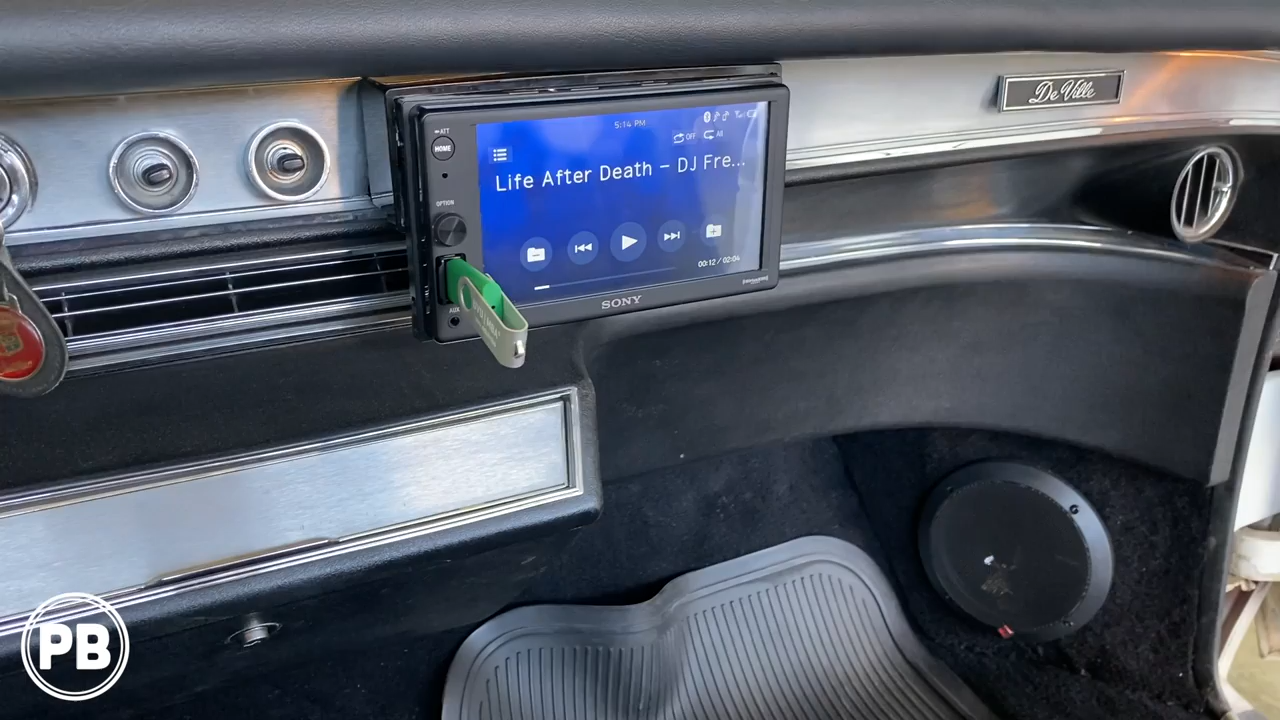 De Ville
ATT
HOME
5:14 PM
OFF
All
Life After Death – DJ Fre...
OPTION
00:12 / 02:04
AUX
SONY
PB